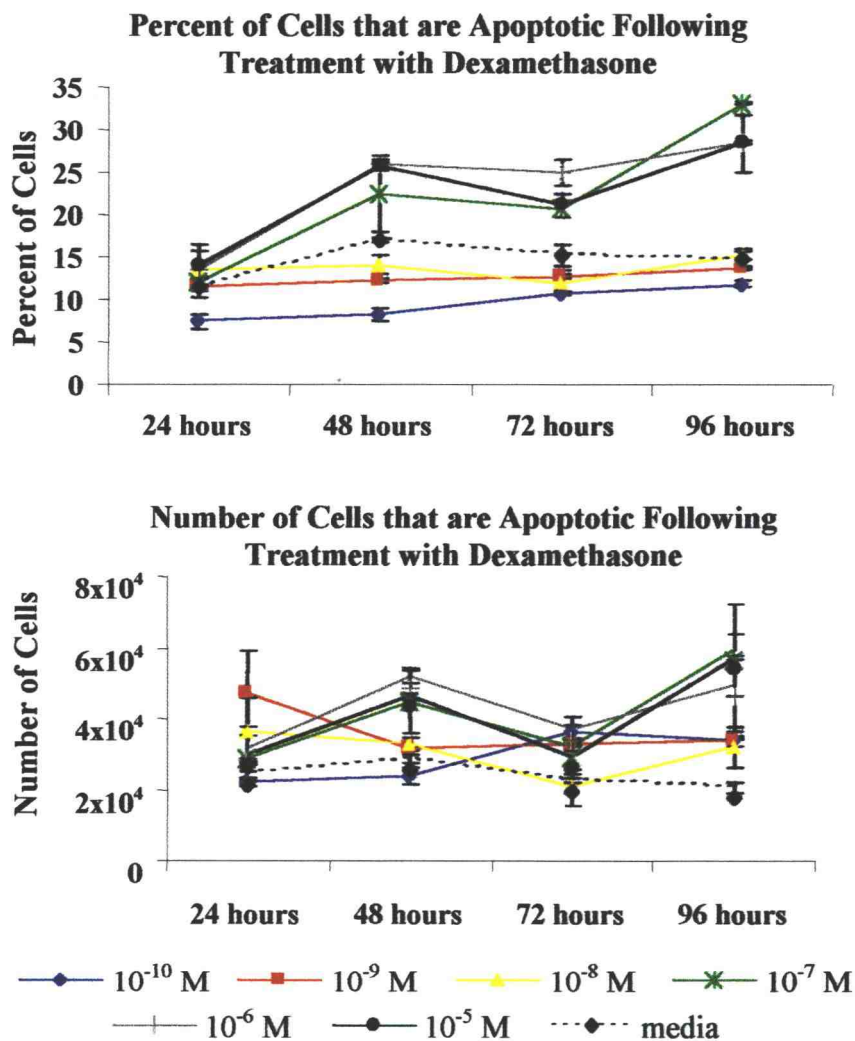 Percent of Cells that are Apoptotic Following
Treatment with Dexamethasone
35
30
25
20
15
10
5
0
Percent of Cells
24 hours 48 hours 72 hours 96 hours
Number of Cells that are Apoptotic Following
Treatment with Dexamethasone
8x10⁴
6x10⁴
4x10⁴
2x10⁴
0
Number of Cells
24 hours 48 hours 72 hours 96 hours
10⁻¹⁰ M 10⁻⁹ M 10⁻⁸ M 10⁻⁷ M
10⁻⁶ M 10⁻⁵ M media